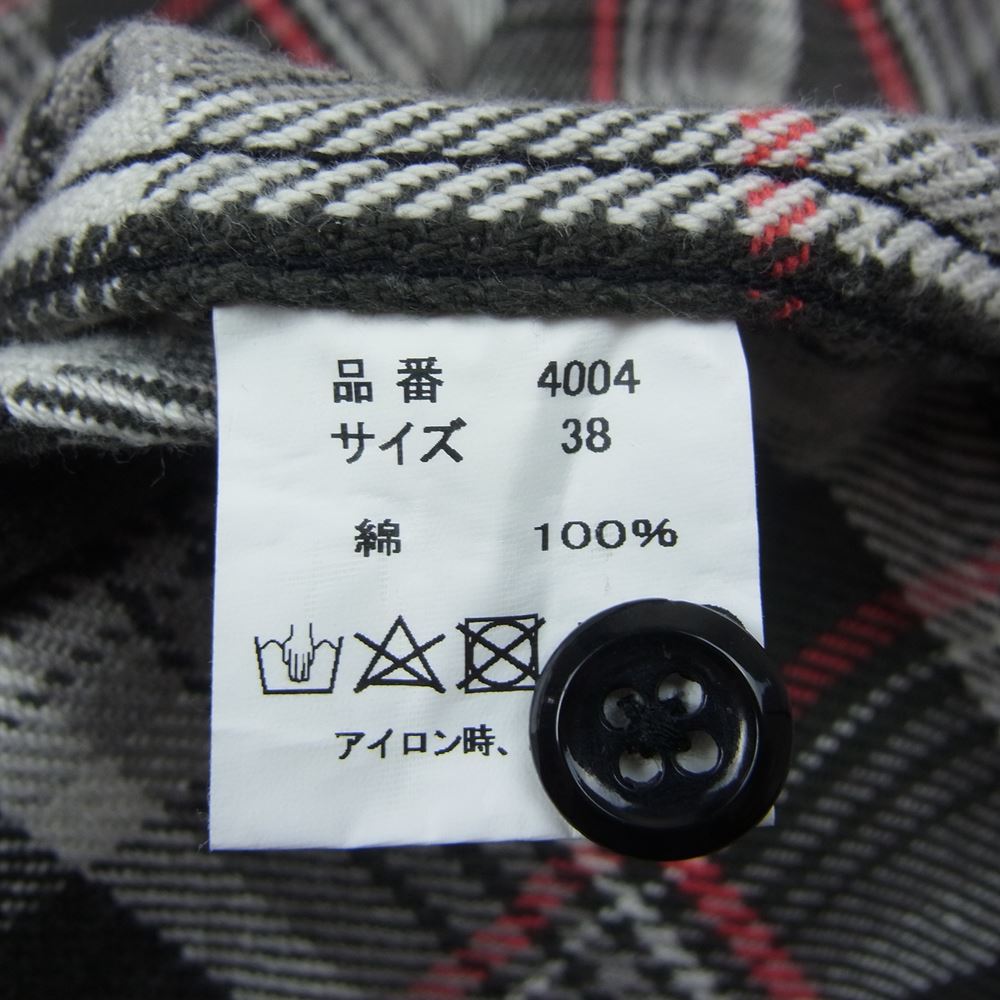 品番 4004
サイズ 38
綿 100%
アイロン時、